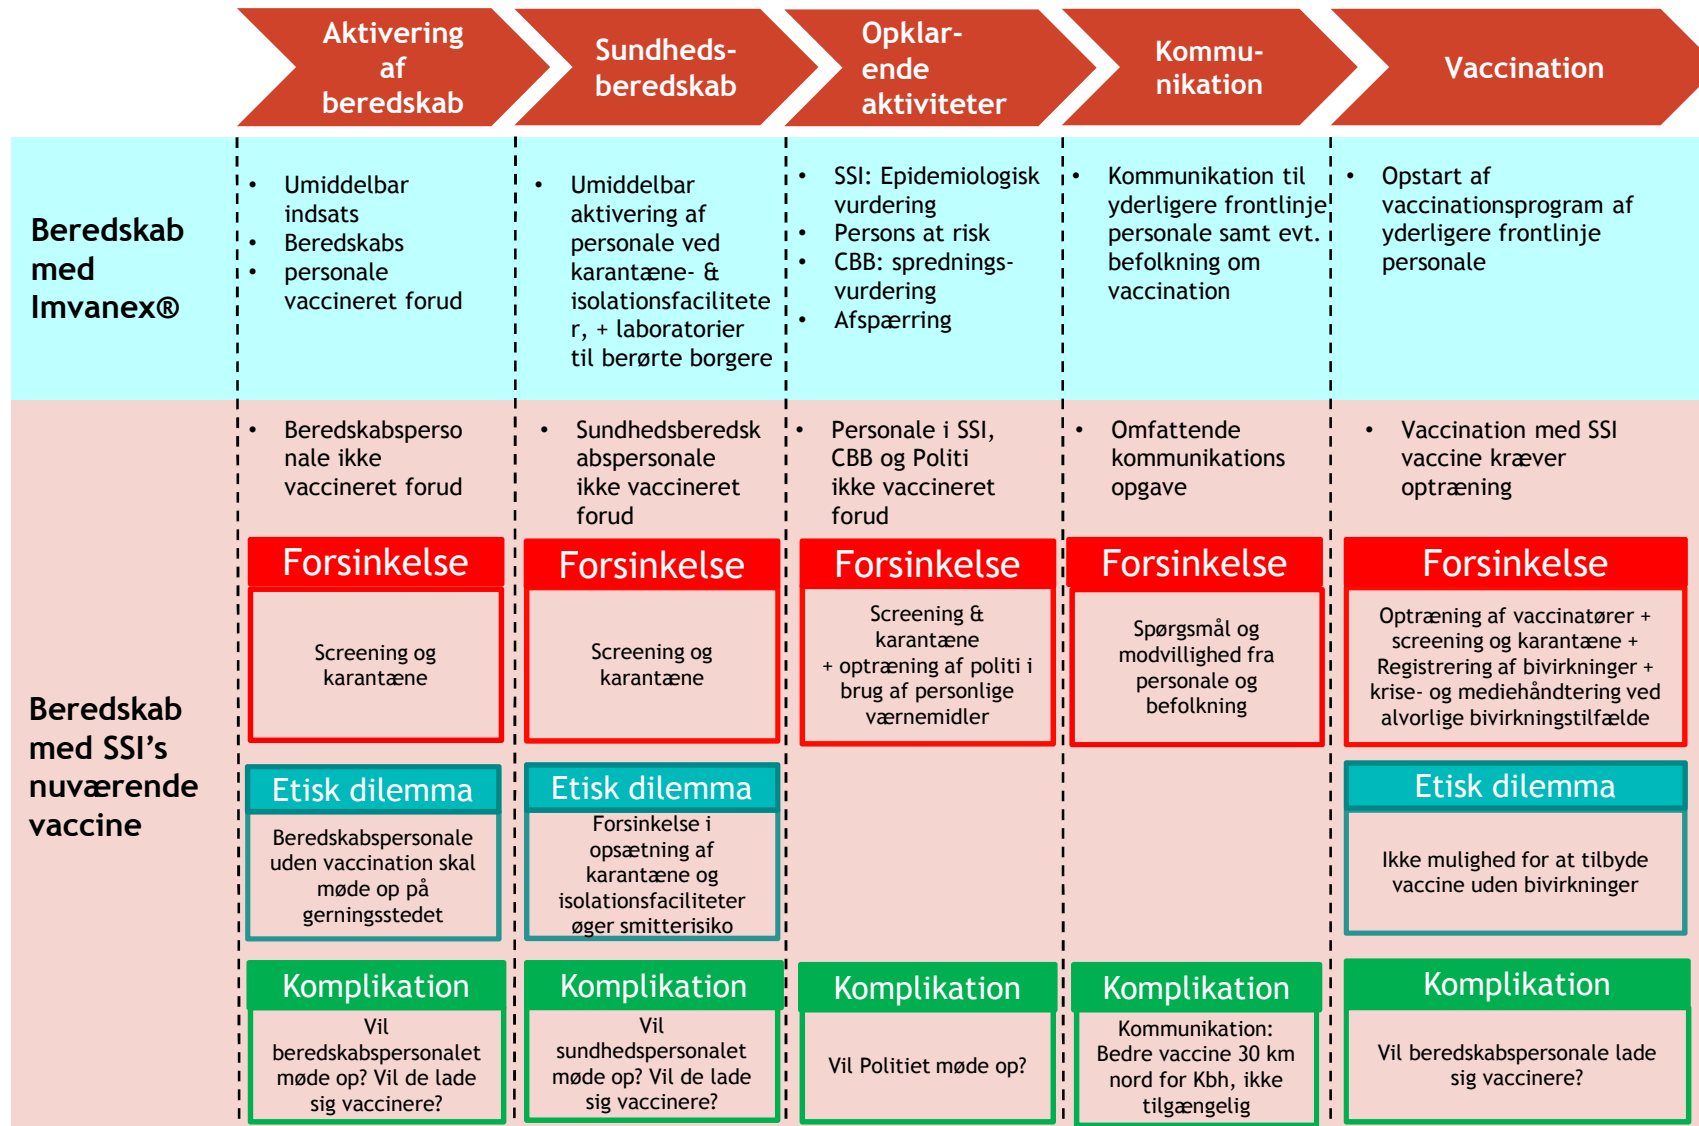 Aktivering
af
beredskab
Sundheds-
beredskab
Opklar-
ende
aktiviteter
Kommu-
nikation
Vaccination
Beredskab
med
Imvanex®
• Umiddelbar
indsats
• Beredskabs
• personale
vaccineret forud
• Umiddelbar
aktivering af
personale ved
karantæne- &
isolationsfacilitete
r, + laboratorier
til berørte borgere
• SSI: Epidemiologisk
vurdering
• Persons at risk
• CBB: sprednings-
vurdering
• Afspærring
• Kommunikation til
yderligere frontlinje
personale samt evt.
befolkning om
vaccination
• Opstart af
vaccinationsprogram af
yderligere frontlinje
personale
Beredskab
med SSI’s
nuværende
vaccine
• Beredskabsperso
nale ikke
vaccineret forud
• Sundhedsberedsk
abspersonale
ikke vaccineret
forud
• Personale i SSI,
CBB og Politi
ikke vaccineret
forud
• Omfattende
kommunikations
opgave
• Vaccination med SSI
vaccine kræver
optræning
Forsinkelse
Screening og
karantæne
Forsinkelse
Screening og
karantæne
Forsinkelse
Screening &
karantæne
+ optræning af politi i
brug af personlige
værnemidler
Forsinkelse
Spørgsmål og
modvillighed fra
personale og
befolkning
Forsinkelse
Optræning af vaccinatører +
screening og karantæne +
Registrering af bivirkninger +
krise- og mediehåndtering ved
alvorlige bivirkningstilfælde
Etisk dilemma
Beredskabspersonale
uden vaccination skal
møde op på
gerningsstedet
Etisk dilemma
Forsinkelse i
opsætning af
karantæne og
isolationsfaciliteter
øger smitterisiko
Etisk dilemma
Ikke mulighed for at tilbyde
vaccine uden bivirkninger
Komplikation
Vil
beredskabspersonalet
møde op? Vil de lade
sig vaccinere?
Komplikation
Vil
sundhedspersonalet
møde op? Vil de lade
sig vaccinere?
Komplikation
Vil Politiet møde op?
Komplikation
Kommunikation:
Bedre vaccine 30 km
nord for Kbh, ikke
tilgængelig
Komplikation
Vil beredskabspersonale lade
sig vaccinere?